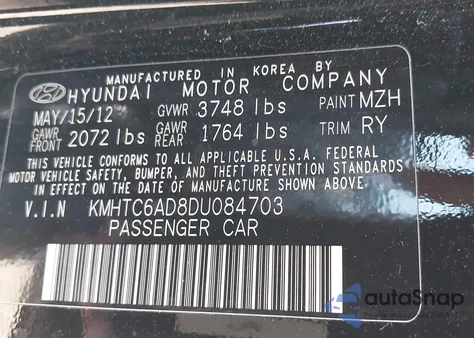 MANUFACTURED IN KOREA BY
HYUNDAI MOTOR COMPANY
MAY/15/12 GVWR 3748 lbs PAINT MZH
GAWR FRONT 2072 lbs GAWR REAR 1764 lbs TRIM RY
THIS VEHICLE CONFORMS TO ALL APPLICABLE U.S.A. FEDERAL
MOTOR VEHICLE SAFETY, BUMPER, AND THEFT PREVENTION STANDARDS
IN EFFECT ON THE DATE OF MANUFACTURE SHOWN ABOVE.
V.I.N KMHTC6AD8DU084703
PASSENGER CAR
autoSnap